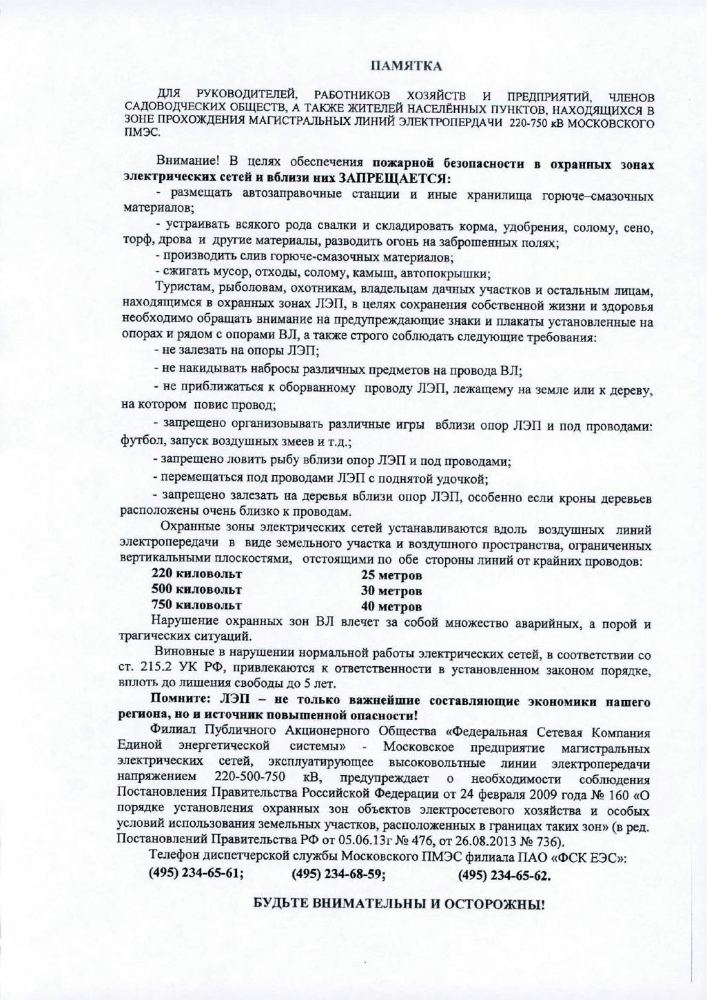 ПАМЯТКА
ДЛЯ РУКОВОДИТЕЛЕЙ, РАБОТНИКОВ ХОЗЯЙСТВ И ПРЕДПРИЯТИЙ, ЧЛЕНОВ
САДОВОДЧЕСКИХ ОБЩЕСТВ, А ТАКЖЕ ЖИТЕЛЕЙ НАСЕЛЁННЫХ ПУНКТОВ, НАХОДЯЩИХСЯ В
ЗОНЕ ПРОХОЖДЕНИЯ МАГИСТРАЛЬНЫХ ЛИНИЙ ЭЛЕКТРОПЕРДАЧИ 220-750 кВ МОСКОВСКОГО
ПМЭС.
Внимание! В целях обеспечения пожарной безопасности в охранных зонах
электрических сетей и вблизи них ЗАПРЕЩАЕТСЯ:
- размещать автозаправочные станции и иные хранилища горюче–смазочных
материалов;
- устраивать всякого рода свалки и складировать корма, удобрения, солому, сено,
торф, дрова и другие материалы, разводить огонь на заброшенных полях;
- производить слив горюче-смазочных материалов;
- сжигать мусор, отходы, солому, камыш, автопокрышки;
Туристам, рыболовам, охотникам, владельцам дачных участков и остальным лицам,
находящимся в охранных зонах ЛЭП, в целях сохранения собственной жизни и здоровья
необходимо обращать внимание на предупреждающие знаки и плакаты установленные на
опорах и рядом с опорами ВЛ, а также строго соблюдать следующие требования:
- не залезать на опоры ЛЭП;
- не накидывать набросы различных предметов на провода ВЛ;
- не приближаться к оборванному проводу ЛЭП, лежащему на земле или к дереву,
на котором повис провод;
- запрещено организовывать различные игры вблизи опор ЛЭП и под проводами:
футбол, запуск воздушных змеев и т.д.;
- запрещено ловить рыбу вблизи опор ЛЭП и под проводами;
- перемещаться под проводами ЛЭП с поднятой удочкой;
- запрещено залезать на деревья вблизи опор ЛЭП, особенно если кроны деревьев
расположены очень близко к проводам.
Охранные зоны электрических сетей устанавливаются вдоль воздушных линий
электропередачи в виде земельного участка и воздушного пространства, ограниченных
вертикальными плоскостями, отстоящими по обе стороны линий от крайних проводов:
220 киловольт 25 метров
500 киловольт 30 метров
750 киловольт 40 метров
Нарушение охранных зон ВЛ влечет за собой множество аварийных, а порой и
трагических ситуаций.
Виновные в нарушении нормальной работы электрических сетей, в соответствии со
ст. 215.2 УК РФ, привлекаются к ответственности в установленном законом порядке,
вплоть до лишения свободы до 5 лет.
Помните: ЛЭП – не только важнейшие составляющие экономики нашего
региона, но и источник повышенной опасности!
Филиал Публичного Акционерного Общества «Федеральная Сетевая Компания
Единой энергетической системы» - Московское предприятие магистральных
электрических сетей, эксплуатирующее высоковольтные линии электропередачи
напряжением 220-500-750 кВ, предупреждает о необходимости соблюдения
Постановления Правительства Российской Федерации от 24 февраля 2009 года № 160 «О
порядке установления охранных зон объектов электросетевого хозяйства и особых
условий использования земельных участков, расположенных в границах таких зон» (в ред.
Постановлений Правительства РФ от 05.06.13г № 476, от 26.08.2013 № 736).
Телефон диспетчерской службы Московского ПМЭС филиала ПАО «ФСК ЕЭС»:
(495) 234-65-61; (495) 234-68-59; (495) 234-65-62.
БУДЬТЕ ВНИМАТЕЛЬНЫ И ОСТОРОЖНЫ!